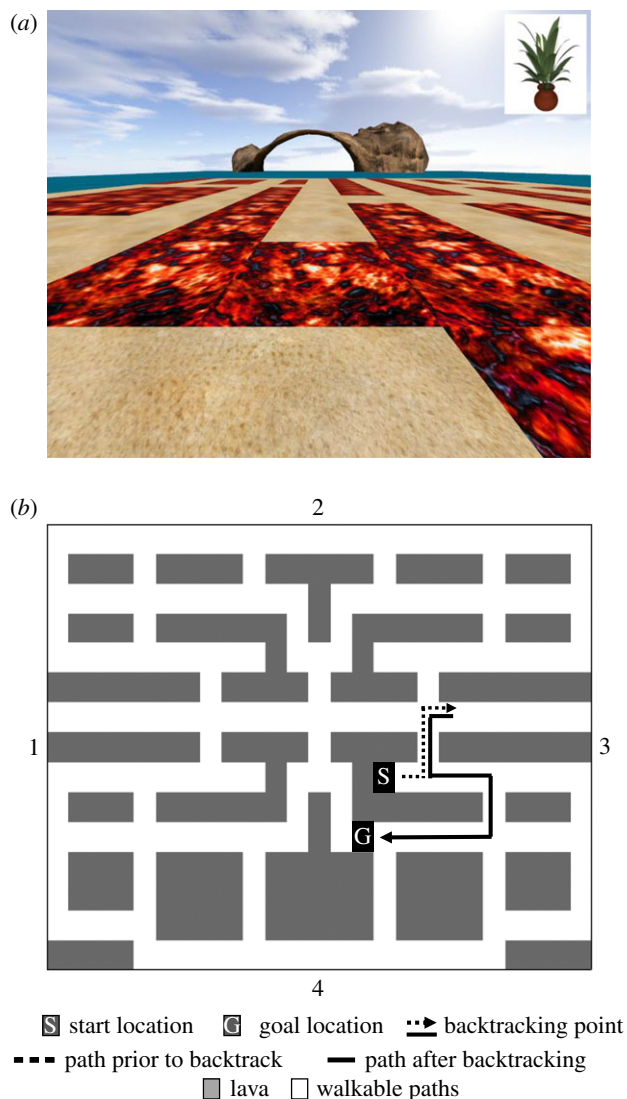 (a)
(b)
2
1
3
S
G
4
S start location G goal location backtracking point
path prior to backtrack path after backtracking
lava walkable paths